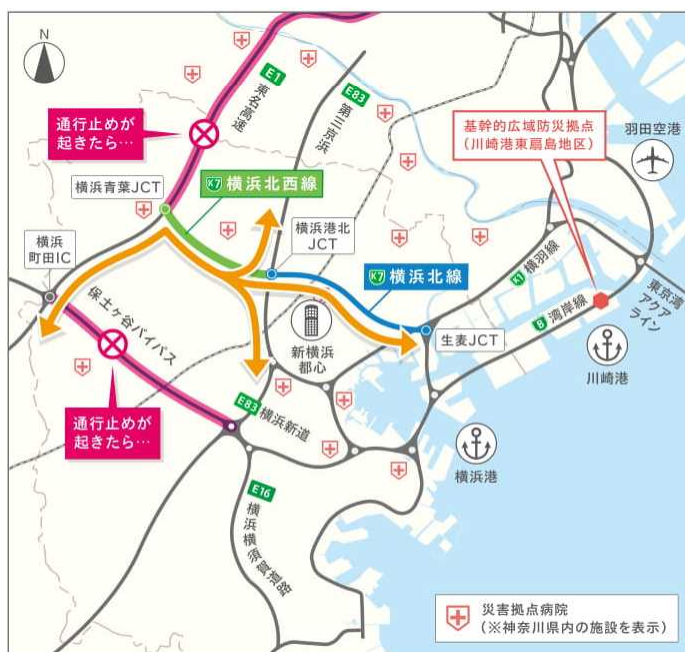 N
E1
東名高速
E83
第三京浜
通行止めが
起きたら…
基幹的広域防災拠点
(川崎港東扇島地区)
羽田空港
横浜青葉JCT
K7 横浜北西線
横浜
町田IC
横浜港北
JCT
K7 横浜北線
K1 横羽線
東京湾
アクア
ライン
保土ヶ谷バイパス
新横浜
都心
生麦JCT
B 湾岸線
川崎港
通行止めが
起きたら…
E83 横浜新道
横浜港
E16
横浜横須賀道路
災害拠点病院
(※神奈川県内の施設を表示)